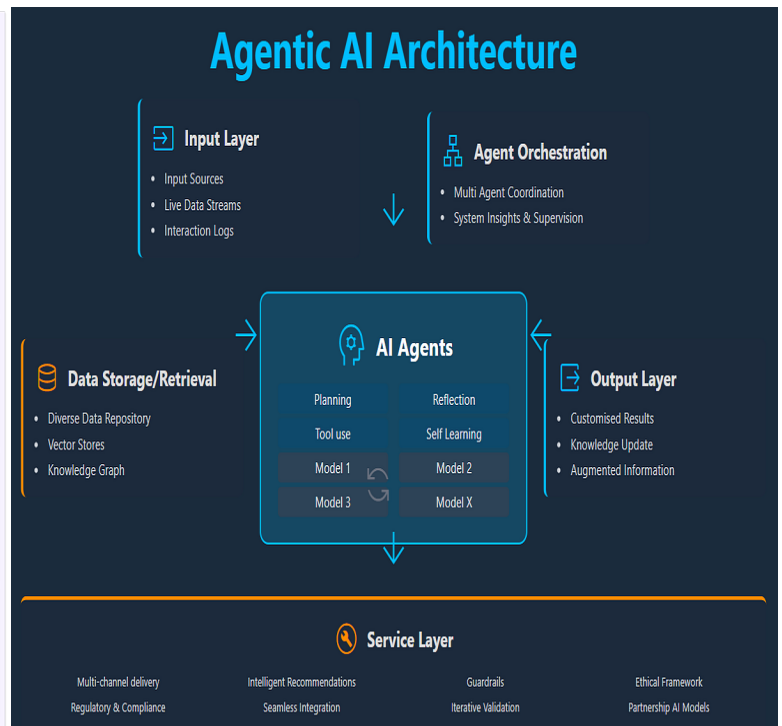 Agentic AI Architecture
Input Layer
Input Sources
Live Data Streams
Interaction Logs
Agent Orchestration
Multi Agent Coordination
System Insights & Supervision
Data Storage/Retrieval
Diverse Data Repository
Vector Stores
Knowledge Graph
AI Agents
Planning
Reflection
Tool use
Self Learning
Model 1
Model 2
Model 3
Model X
Output Layer
Customised Results
Knowledge Update
Augmented Information
Service Layer
Multi-channel delivery
Intelligent Recommendations
Guardrails
Ethical Framework
Regulatory & Compliance
Seamless Integration
Iterative Validation
Partnership AI Models